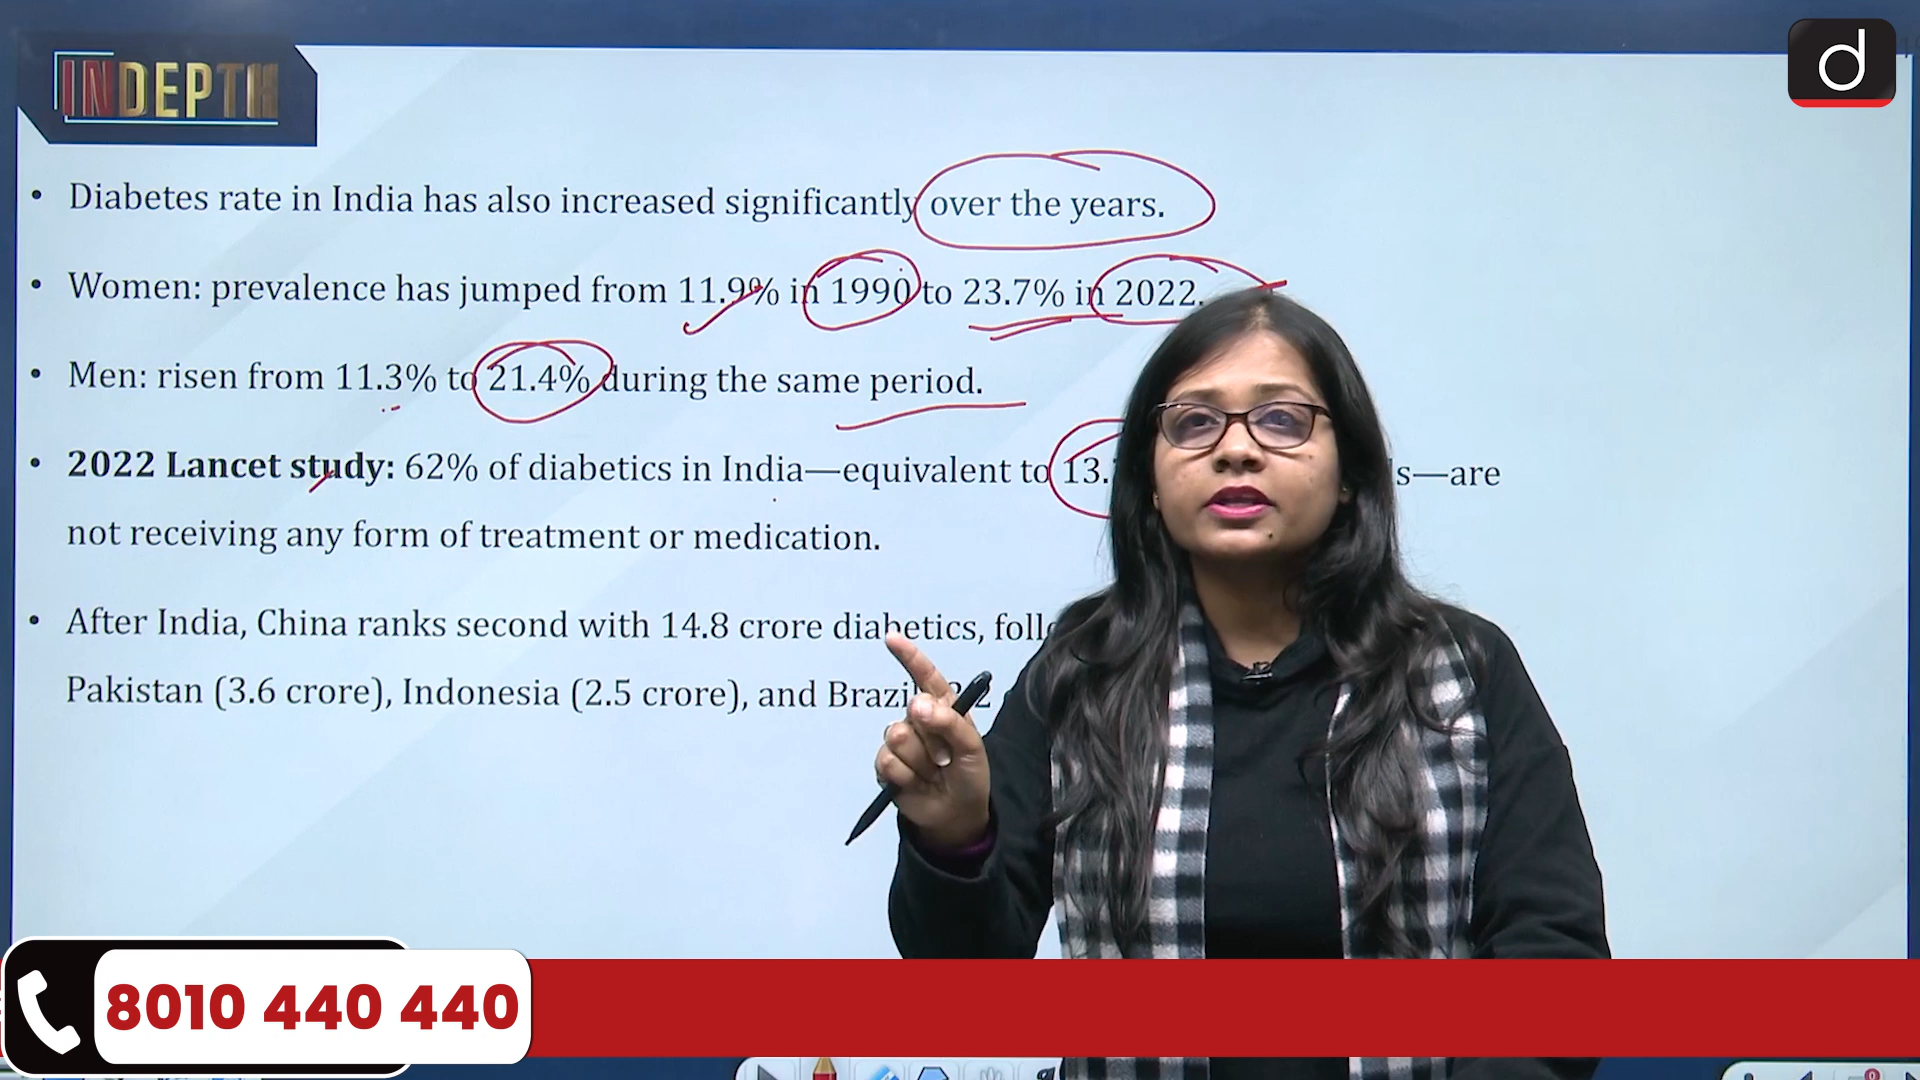 INDEPTH
d
• Diabetes rate in India has also increased significantly over the years.
• Women: prevalence has jumped from 11.9% in 1990 to 23.7% in 2022.
• Men: risen from 11.3% to 21.4% during the same period.
• 2022 Lancet study: 62% of diabetics in India—equivalent to 13. s—are
not receiving any form of treatment or medication.
• After India, China ranks second with 14.8 crore diabetics,
Pakistan (3.6 crore), Indonesia (2.5 crore), and Brazil
8010 440 440